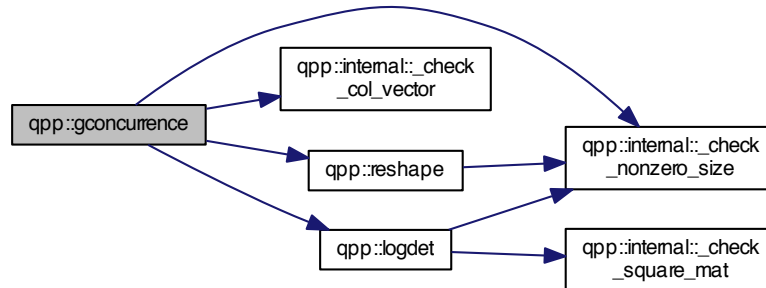 qpp::gconcurrence
qpp::internal::_check
_col_vector
qpp::reshape
qpp::logdet
qpp::internal::_check
_nonzero_size
qpp::internal::_check
_square_mat